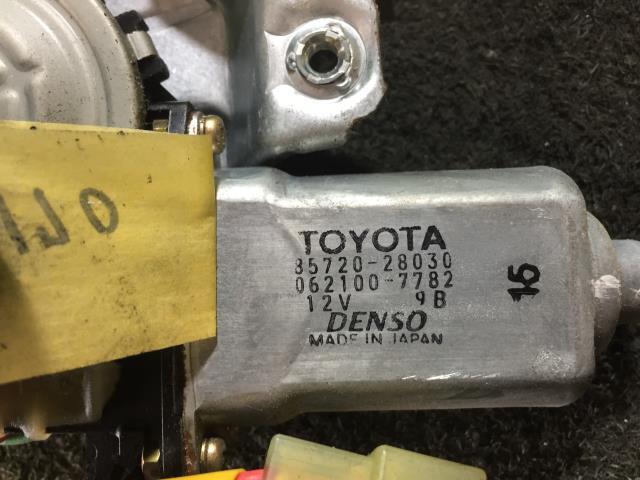 TOYOTA
85720-28030
062100-7782
12V 9B
DENSO
MADE IN JAPAN
15